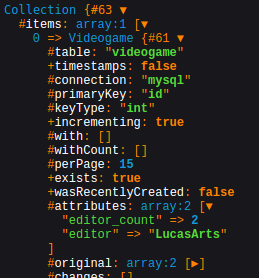 Collection {#63 ▼
#items: array:1 [▼
0 => Videogame {#61 ▼
#table: "videogame"
+timestamps: false
#connection: "mysql"
#primaryKey: "id"
#keyType: "int"
+incrementing: true
#with: []
#withCount: []
#perPage: 15
+exists: true
+wasRecentlyCreated: false
#attributes: array:2 [▼
"editor_count" => 2
"editor" => "LucasArts"
]
#original: array:2 [▶]
#changes: []